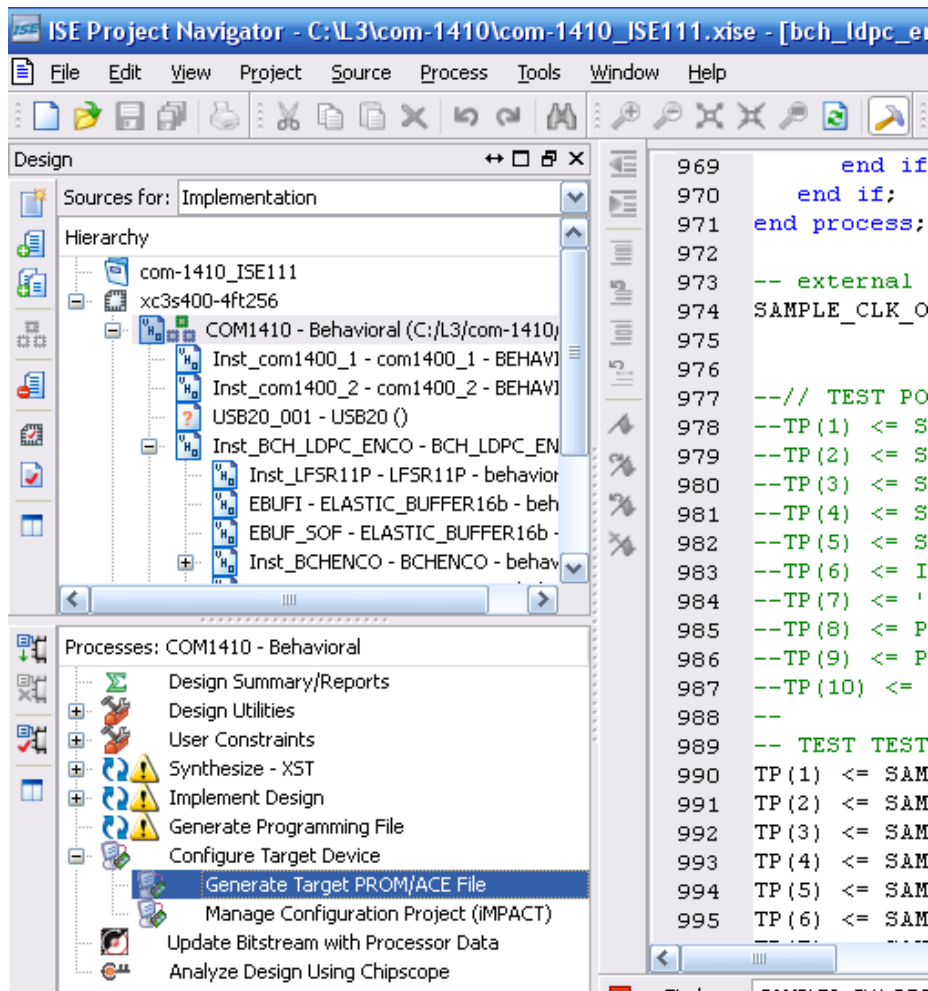 ISE Project Navigator - C:\L3\com-1410\com-1410_ISE111.xise - [bch_ldpc_e
File Edit View Project Source Process Tools Window Help
Design
Sources for: Implementation
Hierarchy
com-1410_ISE111
xc3s400-4ft256
COM1410 - Behavioral (C:/L3/com-1410/
Inst_com1400_1 - com1400_1 - BEHAVI
Inst_com1400_2 - com1400_2 - BEHAVI
USB20_001 - USB20 ()
Inst_BCH_LDPC_ENCO - BCH_LDPC_EN
Inst_LFSR11P - LFSR11P - behavior
EBUFI - ELASTIC_BUFFER16b - beh
EBUF_SOF - ELASTIC_BUFFER16b -
Inst_BCHENCO - BCHENCO - behav
Processes: COM1410 - Behavioral
Design Summary/Reports
Design Utilities
User Constraints
Synthesize - XST
Implement Design
Generate Programming File
Configure Target Device
Generate Target PROM/ACE File
Manage Configuration Project (iMPACT)
Update Bitstream with Processor Data
Analyze Design Using Chipscope
969 end if
970 end if;
971 end process;
972
973 -- external
974 SAMPLE_CLK_O
975
976
977 --// TEST PO
978 --TP(1) <= S
979 --TP(2) <= S
980 --TP(3) <= S
981 --TP(4) <= S
982 --TP(5) <= S
983 --TP(6) <= I
984 --TP(7) <= '
985 --TP(8) <= P
986 --TP(9) <= P
987 --TP(10) <=
988 --
989 -- TEST TEST
990 TP(1) <= SAM
991 TP(2) <= SAM
992 TP(3) <= SAM
993 TP(4) <= SAM
994 TP(5) <= SAM
995 TP(6) <= SAM